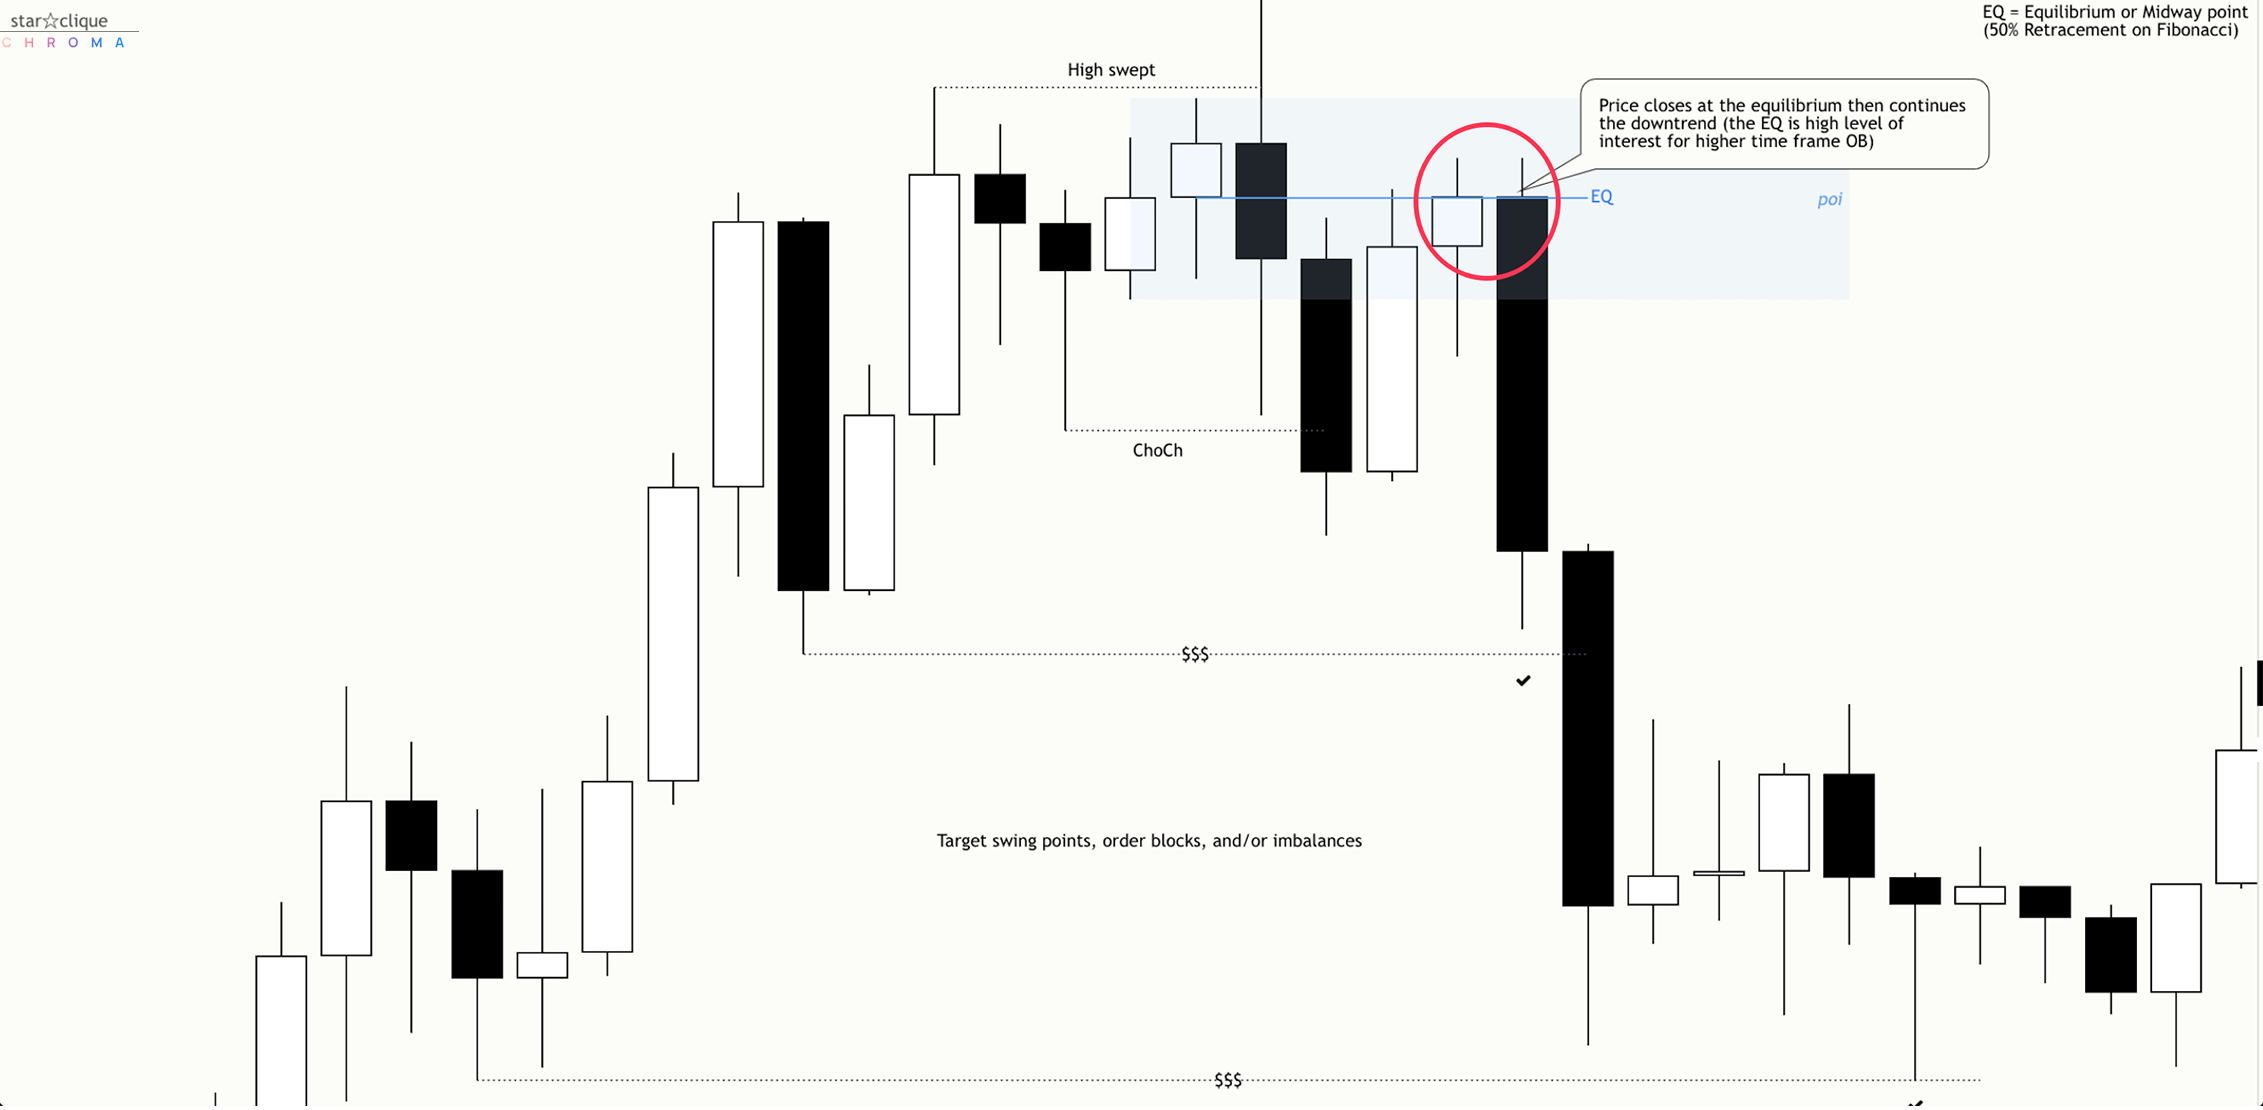 star☆clique
CHROMA
EQ = Equilibrium or Midway point
(50% Retracement on Fibonacci)
High swept
Price closes at the equilibrium then continues
the downtrend (the EQ is high level of
interest for higher time frame OB)
EQ
poi
ChoCh
$$$
Target swing points, order blocks, and/or imbalances
$$$